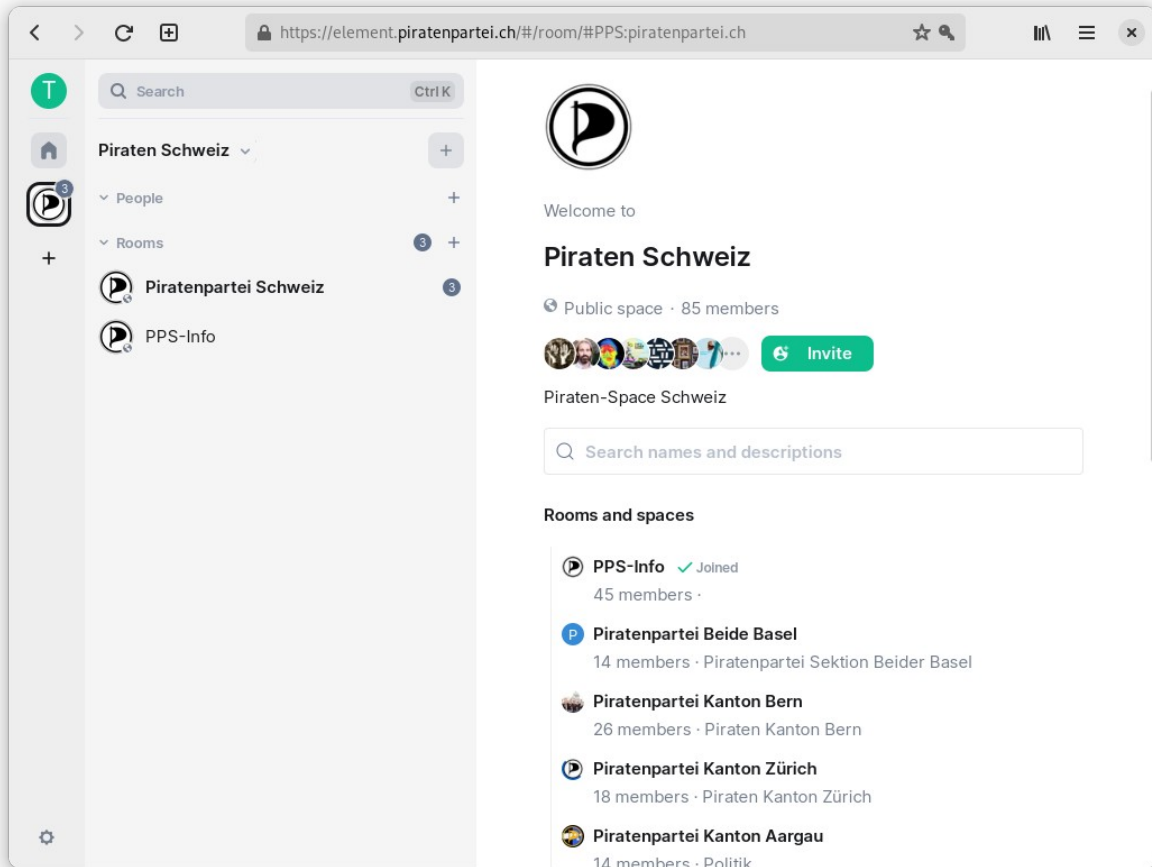 https://element.piratenpartei.ch/#/room/#PPS:piratenpartei.ch
T
Search Ctrl K
Piraten Schweiz
3
People
Rooms 3
Piratenpartei Schweiz 3
PPS-Info
Welcome to
Piraten Schweiz
Public space · 85 members
Invite
Piraten-Space Schweiz
Search names and descriptions
Rooms and spaces
PPS-Info Joined
45 members ·
P Piratenpartei Beide Basel
14 members · Piratenpartei Sektion Beider Basel
Piratenpartei Kanton Bern
26 members · Piraten Kanton Bern
Piratenpartei Kanton Zürich
18 members · Piraten Kanton Zürich
Piratenpartei Kanton Aargau
14 members · Politik